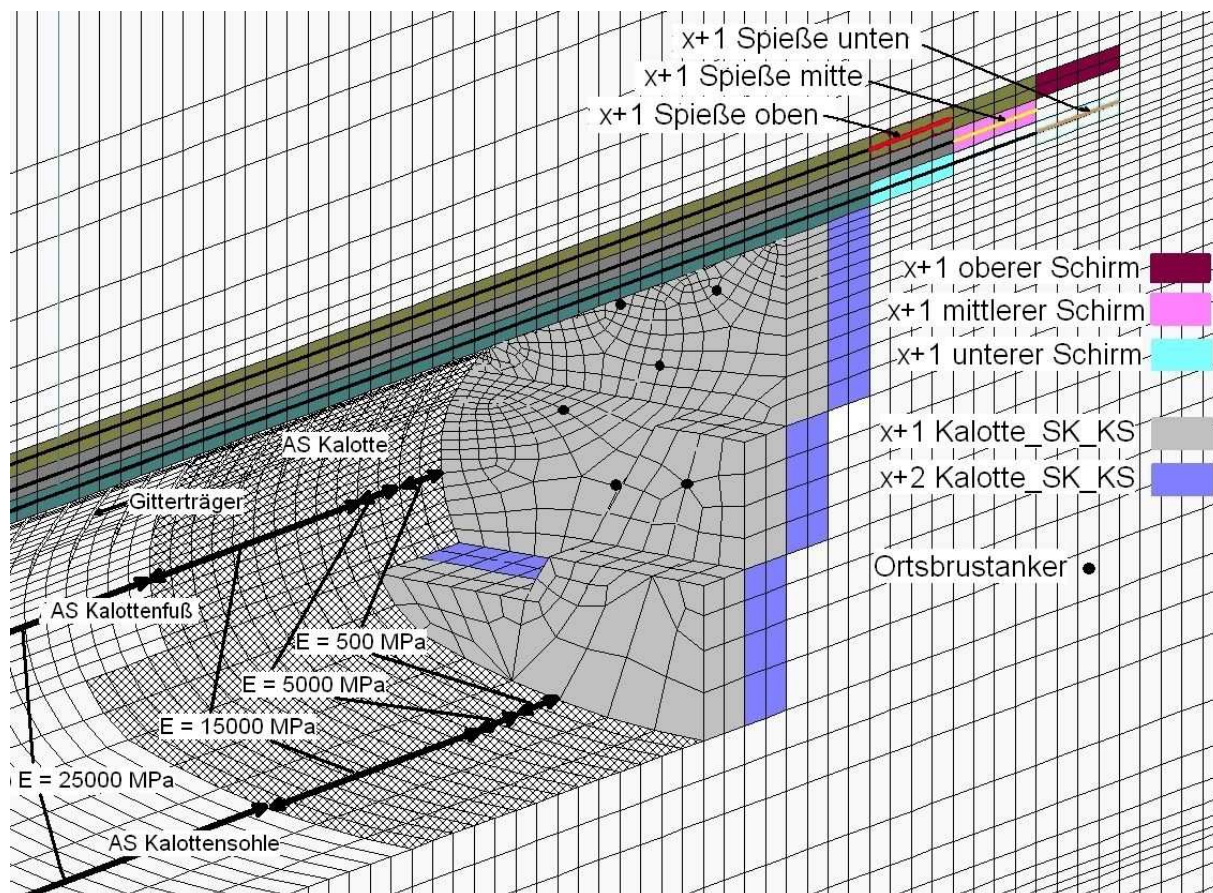 x+1 Spieße unten
x+1 Spieße mitte
x+1 Spieße oben
x+1 oberer Schirm
x+1 mittlerer Schirm
x+1 unterer Schirm
x+1 Kalotte_SK_KS
x+2 Kalotte_SK_KS
Ortsbrustanker
AS Kalotte
Gitterträger
AS Kalottenfuß
E = 500 MPa
E = 5000 MPa
E = 15000 MPa
E = 25000 MPa
AS Kalottensohle